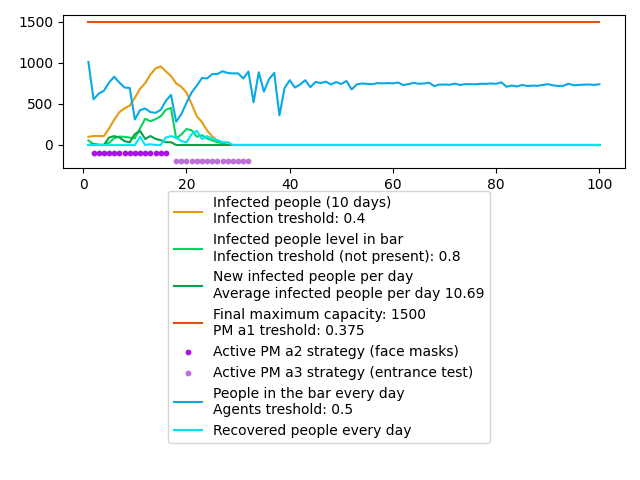 1500
1000
500
0
0 20 40 60 80 100
Infected people (10 days)
Infection treshold: 0.4
Infected people level in bar
Infection treshold (not present): 0.8
New infected people per day
Average infected people per day 10.69
Final maximum capacity: 1500
PM a1 treshold: 0.375
Active PM a2 strategy (face masks)
Active PM a3 strategy (entrance test)
People in the bar every day
Agents treshold: 0.5
Recovered people every day